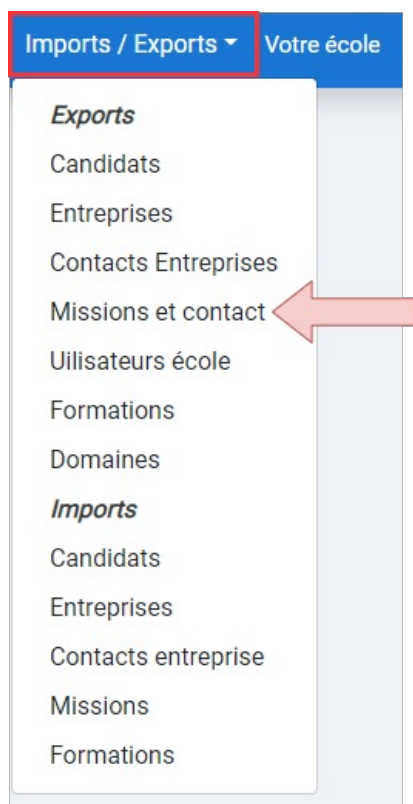 Imports / Exports Votre école
Exports
Candidats
Entreprises
Contacts Entreprises
Missions et contact
Uilisateurs école
Formations
Domaines
Imports
Candidats
Entreprises
Contacts entreprise
Missions
Formations